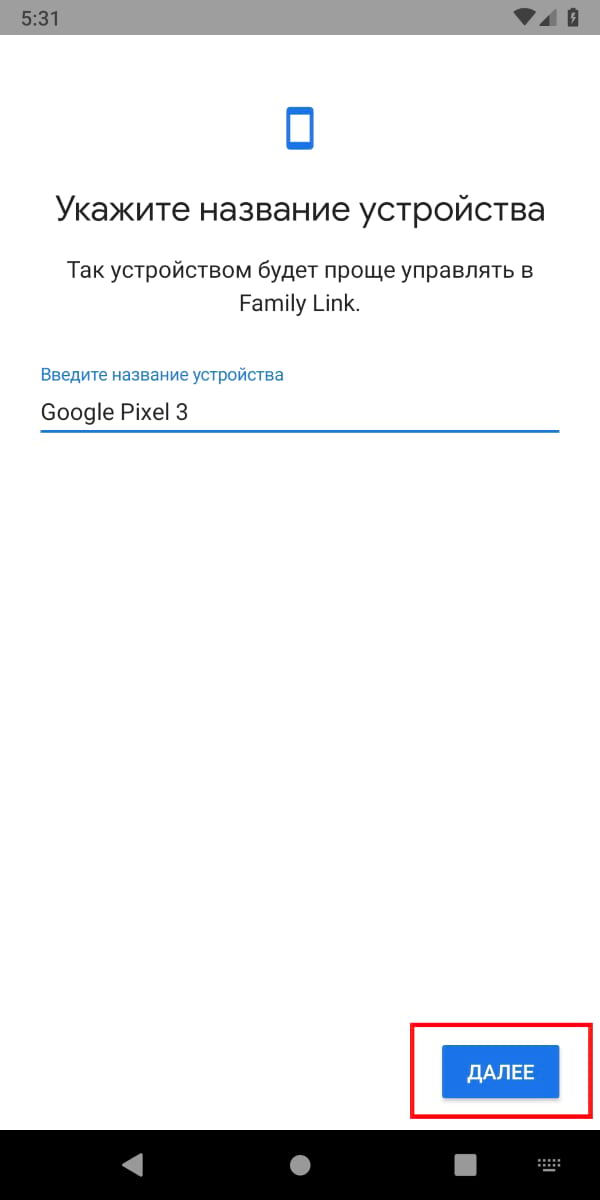 5:31
Укажите название устройства
Так устройством будет проще управлять в
Family Link.
Введите название устройства
Google Pixel 3
ДАЛЕЕ